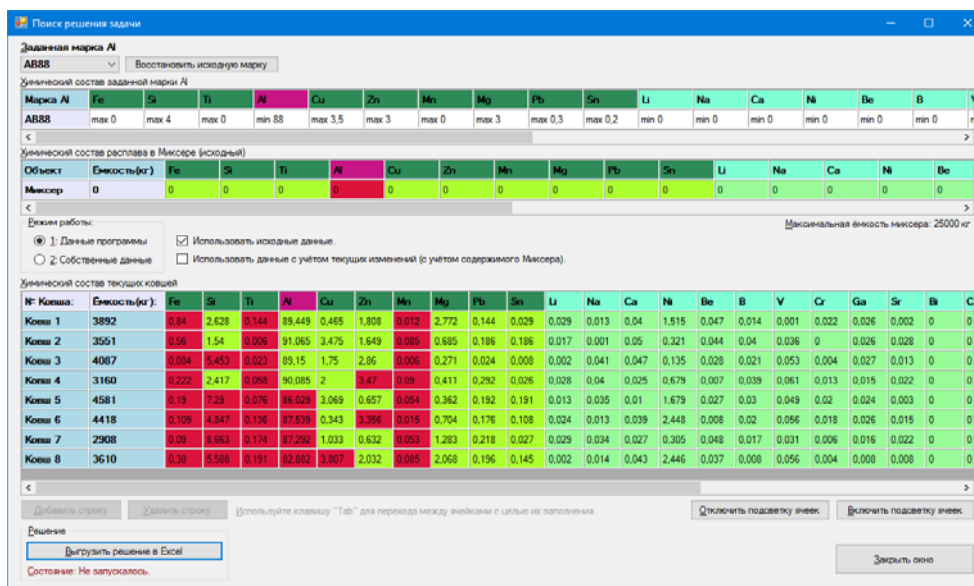 Поиск решения задачи
Заданная марка Al
AB88 Восстановить исходную марку
Химический состав заданной марки Al
Марка Al Fe Si Ti Al Cu Zn Mn Mg Pb Sn Li Na Ca Ni Be B V
AB88 max 0 max 4 max 0 min 88 max 3,5 max 3 max 0 max 3 max 0,3 max 0,2 min 0 min 0 min 0 min 0 min 0 min 0
Химический состав расплава в Миксере (исходный)
Объект Ёмкость(кг) Fe Si Ti Al Cu Zn Mn Mg Pb Sn Li Na Ca Ni Be
Миксер 0 0 0 0 0 0 0 0 0 0 0 0 0 0 0 0
Режим работы: Максимальная ёмкость миксера: 25000 кг
1: Данные программы Использовать исходные данные.
2: Собственные данные Использовать данные с учётом текущих изменений (с учётом содержимого Миксера).
Химический состав текущих ковшей
№ Ковша: Ёмкость(кг): Fe Si Ti Al Cu Zn Mn Mg Pb Sn Li Na Ca Ni Be B V Cr Ga Sr Bi C
Ковш 1 3892 0,84 2,628 0,144 89,449 0,465 1,808 0,012 2,772 0,144 0,029 0,029 0,013 0,04 1,515 0,047 0,014 0,001 0,022 0,026 0,002 0 0
Ковш 2 3551 0,56 1,54 0,006 91,065 3,475 1,649 0,085 0,685 0,186 0,186 0,017 0,001 0,05 0,321 0,044 0,04 0,036 0 0,026 0,028 0 0
Ковш 3 4087 0,084 5,453 0,023 89,15 1,75 2,86 0,006 0,271 0,024 0,008 0,002 0,041 0,047 0,135 0,028 0,021 0,053 0,004 0,027 0,013 0 0
Ковш 4 3160 0,222 2,417 0,058 90,085 2 3,47 0,09 0,411 0,292 0,026 0,028 0,04 0,025 0,679 0,007 0,039 0,061 0,013 0,015 0,022 0 0
Ковш 5 4581 0,19 7,29 0,076 86,029 3,069 0,657 0,054 0,362 0,192 0,191 0,013 0,035 0,01 1,679 0,027 0,03 0,049 0,02 0,024 0,003 0 0
Ковш 6 4418 0,109 4,847 0,136 87,539 0,343 3,356 0,015 0,704 0,176 0,108 0,024 0,013 0,039 2,448 0,008 0,02 0,056 0,018 0,026 0,015 0 0
Ковш 7 2908 0,09 8,663 0,174 87,292 1,033 0,632 0,053 1,283 0,218 0,027 0,029 0,034 0,027 0,305 0,048 0,017 0,031 0,006 0,016 0,022 0 0
Ковш 8 3610 0,38 5,588 0,191 82,882 3,807 2,032 0,085 2,068 0,196 0,145 0,002 0,014 0,043 2,446 0,037 0,008 0,056 0,004 0,008 0,008 0 0
Добавить строку Удалить строку Используйте клавишу "Tab" для перехода между ячейками с целью их заполнения. Отключить подсветку ячеек Включить подсветку ячеек
Решение
Выгрузить решение в Excel
Закрыть окно
Состояние: Не запускалось.